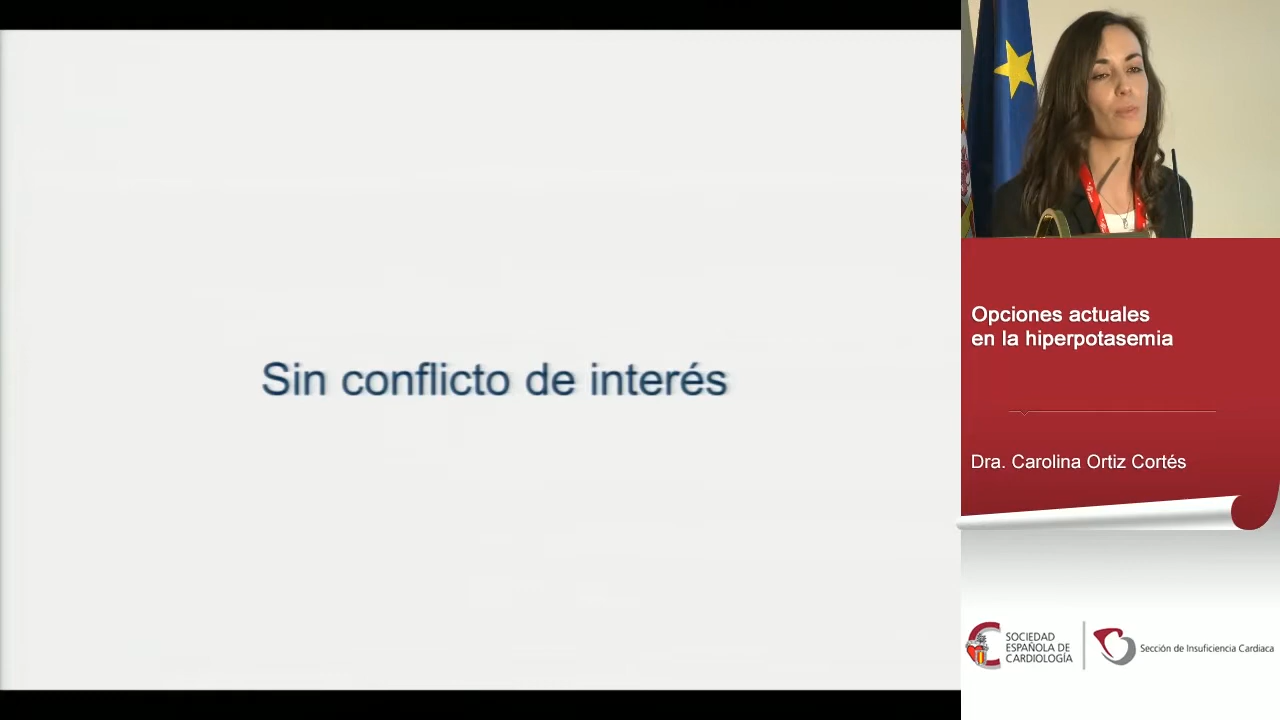 Sin conflicto de interés
Opciones actuales
en la hiperpotasemia
Dra. Carolina Ortiz Cortés
SOCIEDAD
ESPAÑOLA DE
CARDIOLOGÍA
Sección de Insuficiencia Cardiaca